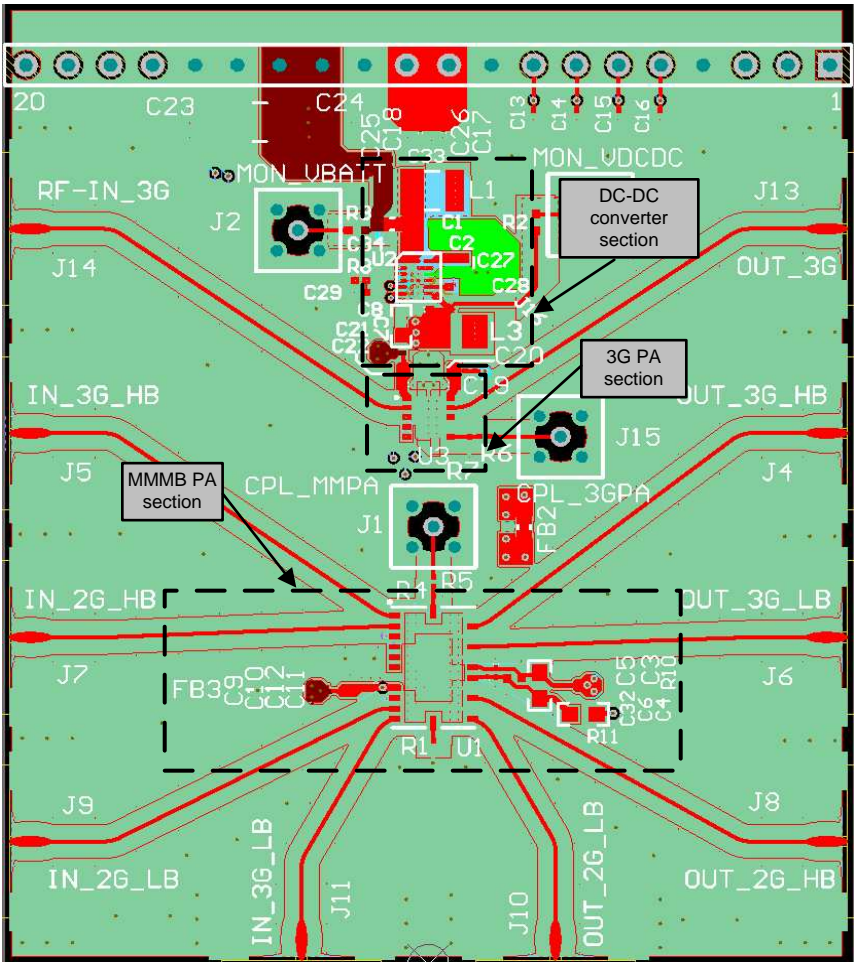 20
C23
C24
C25
C18
C26
C17
C13
C14
C15
C16
1
C33
MON_VBATT
MON_VDCDC
RF-IN_3G
J2
J14
L1
R3
C34
C1
C2
R2
U2
C27
C28
C29
C8
C21
L3
C20
DC-DC
converter
section
J13
OUT_3G
3G PA
section
IN_3G_HB
J5
U3
R7
R6
J15
OUT_3G_HB
J4
MMMB PA
section
CPL_MMPA
J1
CPL_3GPA
FB2
R4
R5
IN_2G_HB
J7
OUT_3G_LB
J6
FB3
C9
C10
C12
C11
C5
C3
R10
C32
C6
C4
R11
R1
U1
J9
IN_2G_LB
J8
OUT_2G_HB
IN_3G_LB
J11
J10
OUT_2G_LB